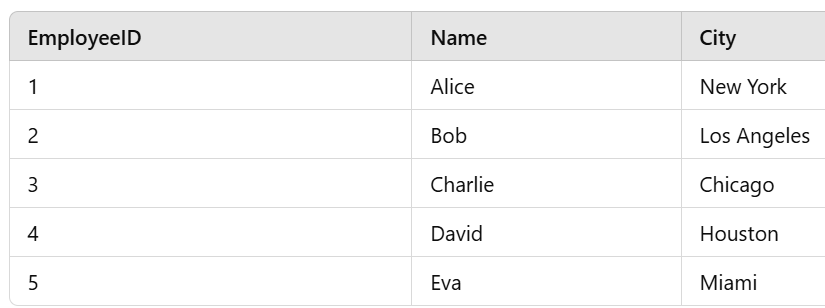 EmployeeID Name City
1 Alice New York
2 Bob Los Angeles
3 Charlie Chicago
4 David Houston
5 Eva Miami